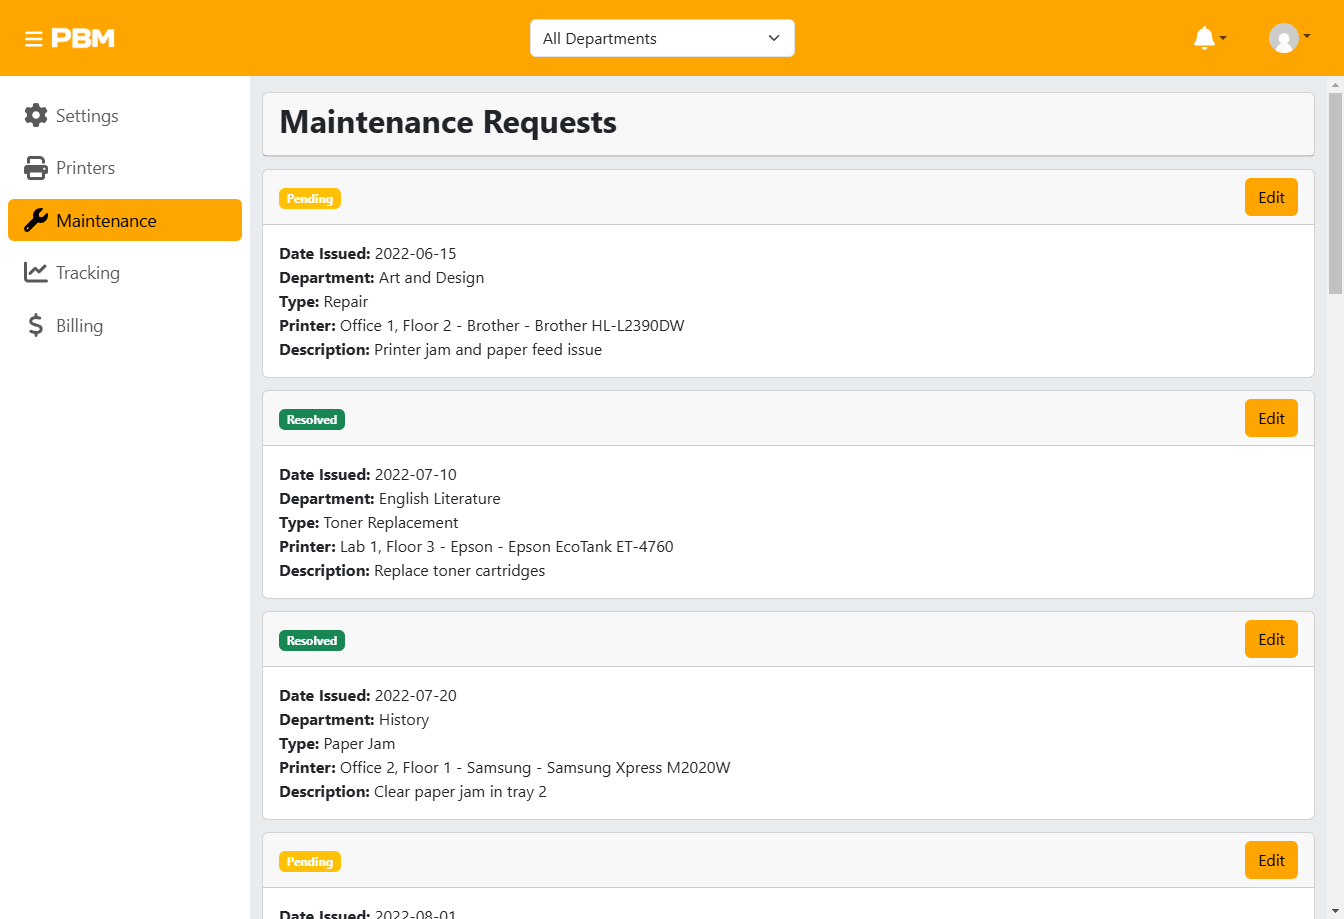 PBM
All Departments
Settings
Printers
Maintenance
Tracking
Billing
Maintenance Requests
Pending
Edit
Date Issued: 2022-06-15
Department: Art and Design
Type: Repair
Printer: Office 1, Floor 2 - Brother - Brother HL-L2390DW
Description: Printer jam and paper feed issue
Resolved
Edit
Date Issued: 2022-07-10
Department: English Literature
Type: Toner Replacement
Printer: Lab 1, Floor 3 - Epson - Epson EcoTank ET-4760
Description: Replace toner cartridges
Resolved
Edit
Date Issued: 2022-07-20
Department: History
Type: Paper Jam
Printer: Office 2, Floor 1 - Samsung - Samsung Xpress M2020W
Description: Clear paper jam in tray 2
Pending
Edit
Date Issued: 2022-08-01